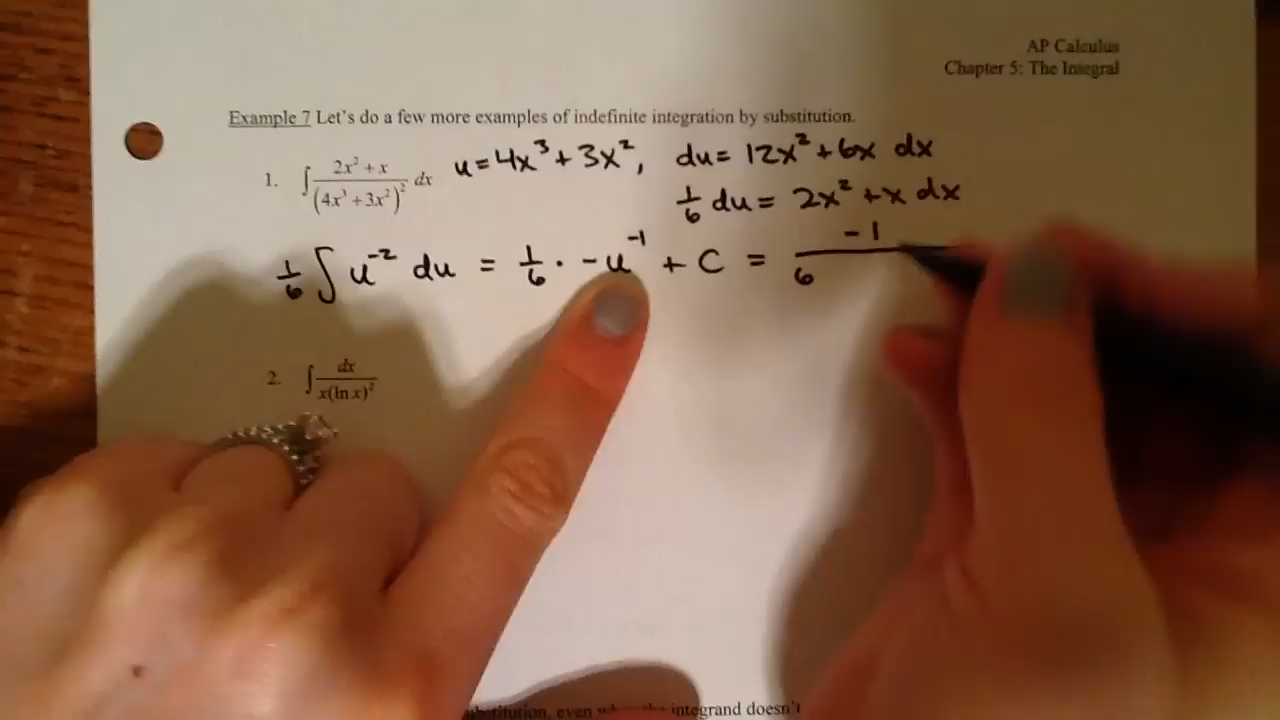 AP Calculus
Chapter 5: The Integral
Example 7 Let's do a few more examples of indefinite integration by substitution.
1. ∫ (2x² + x)/(4x³ + 3x²)² dx u = 4x³ + 3x², du = 12x² + 6x dx
1/6 du = 2x² + x dx
1/6 ∫ u⁻² du = 1/6 · -u⁻¹ + C = -1/6
2. ∫ dx/(x(ln x)²)
substitution, even integrand doesn't